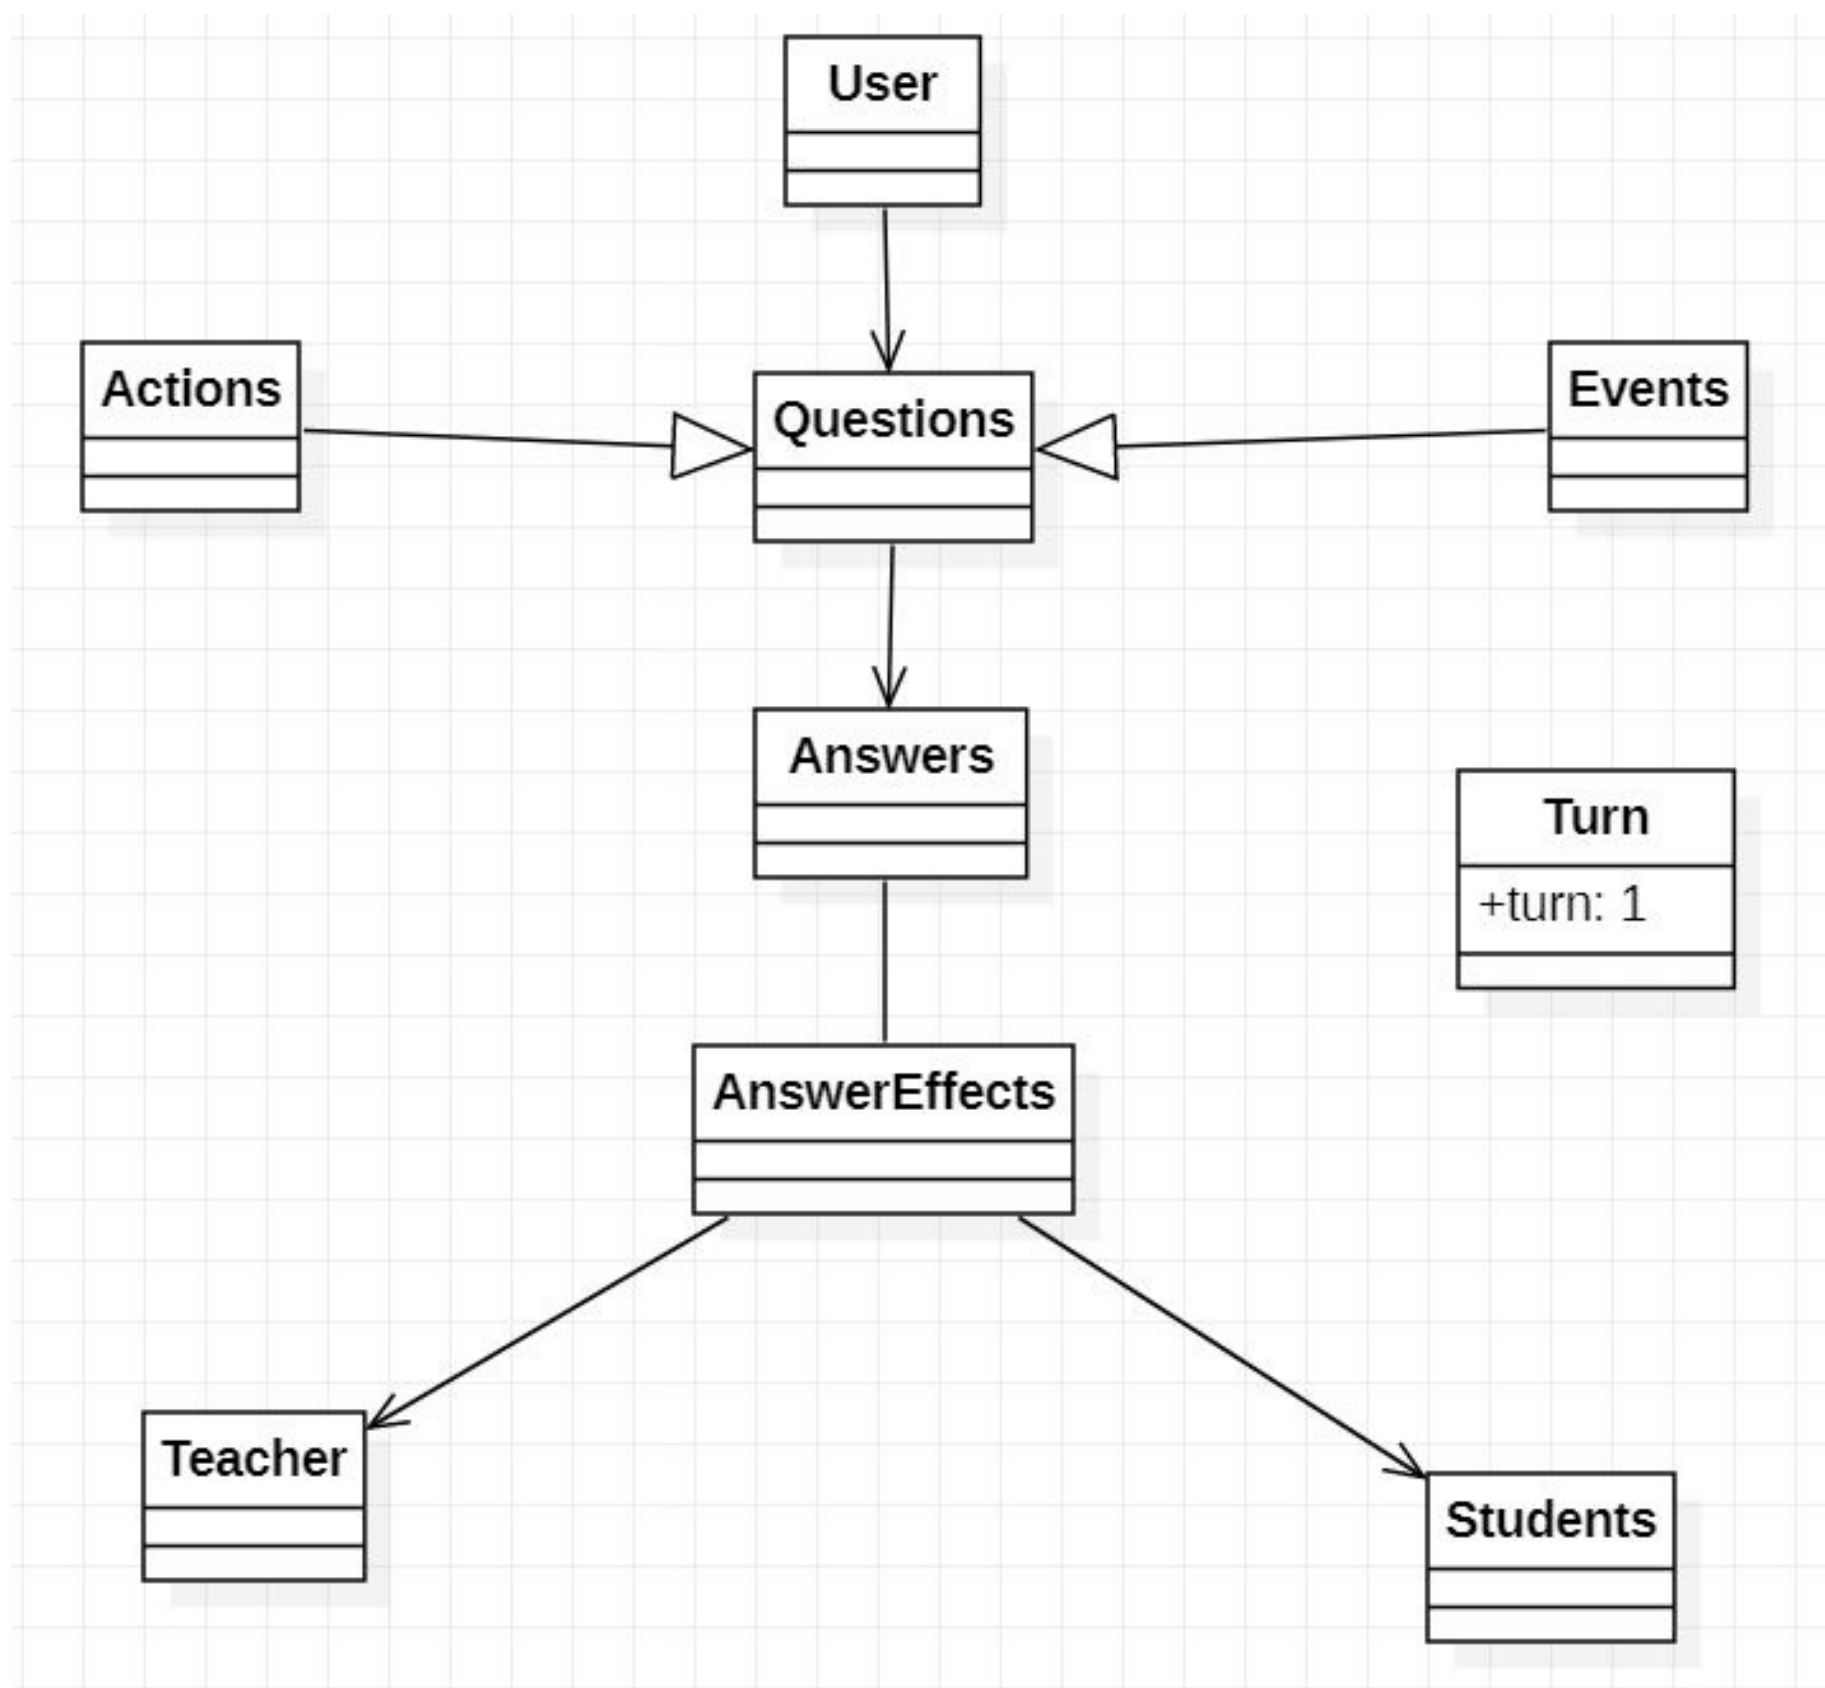 User
Actions
Questions
Events
Answers
Turn
+turn: 1
AnswerEffects
Teacher
Students